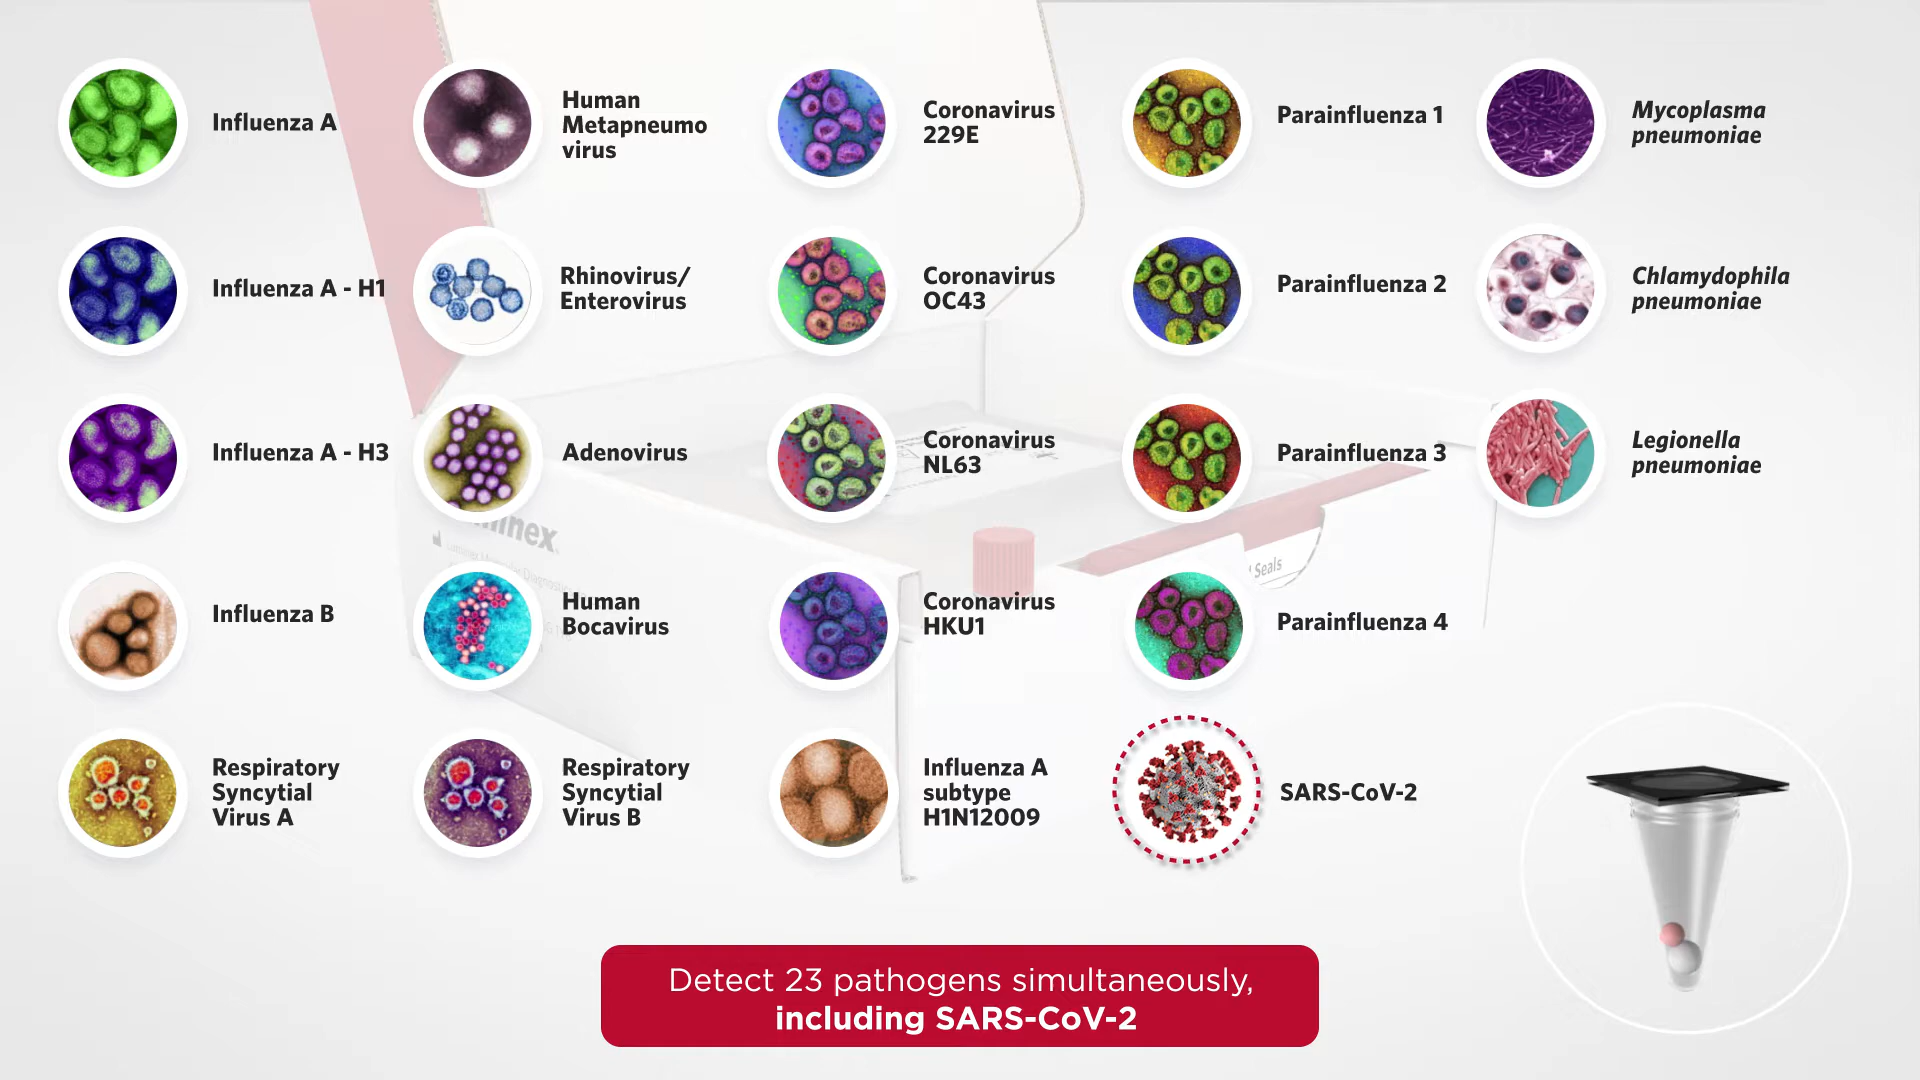 Influenza A
Human
Metapneumo
virus
Coronavirus
229E
Parainfluenza 1
Mycoplasma
pneumoniae
Influenza A - H1
Rhinovirus/
Enterovirus
Coronavirus
OC43
Parainfluenza 2
Chlamydophila
pneumoniae
Influenza A - H3
Adenovirus
Coronavirus
NL63
Parainfluenza 3
Legionella
pneumoniae
Influenza B
Human
Bocavirus
Coronavirus
HKU1
Parainfluenza 4
Seals
Respiratory
Syncytial
Virus A
Respiratory
Syncytial
Virus B
Influenza A
subtype
H1N12009
SARS-CoV-2
Detect 23 pathogens simultaneously,
including SARS-CoV-2